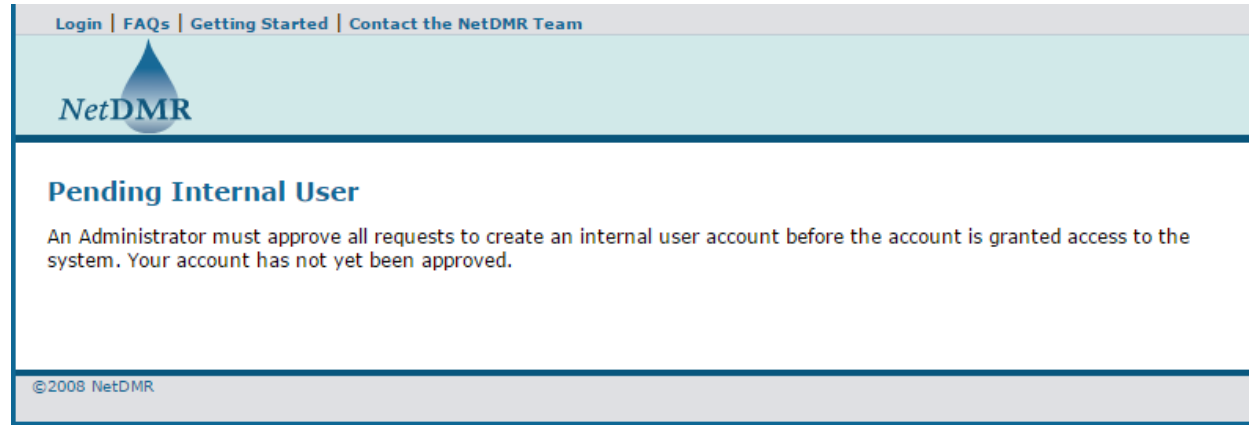 Login | FAQs | Getting Started | Contact the NetDMR Team
NetDMR
Pending Internal User
An Administrator must approve all requests to create an internal user account before the account is granted access to the
system. Your account has not yet been approved.
©2008 NetDMR